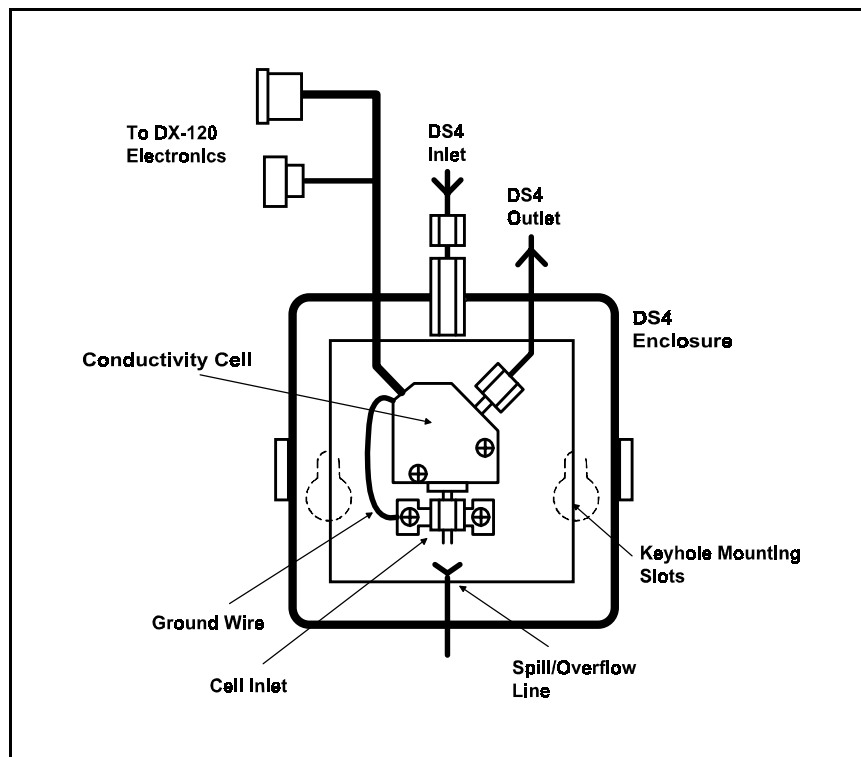 To DX-120
Electronics
DS4
Inlet
DS4
Outlet
DS4
Enclosure
Conductivity Cell
Keyhole Mounting
Slots
Ground Wire
Cell Inlet
Spill/Overflow
Line